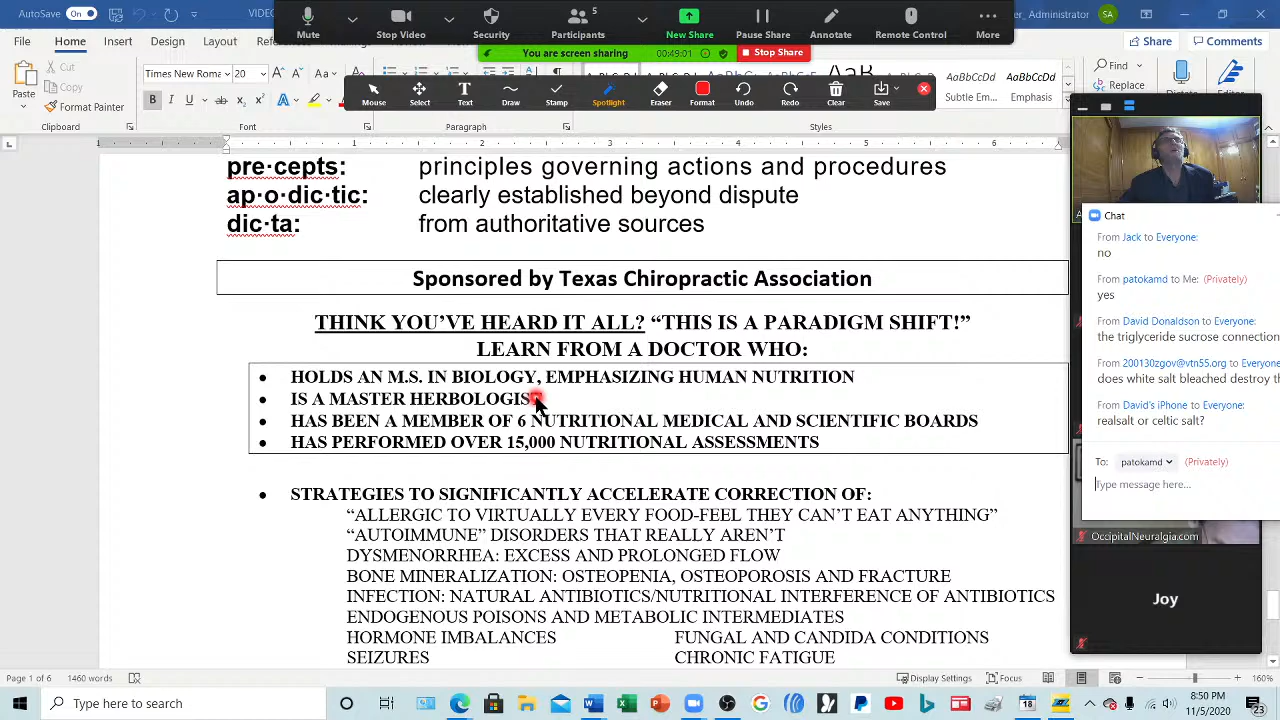 AutoSave On
VIDEC
er_Administrator
SA
5
Mute
Stop Video
Security
Participants
New Share
Pause Share
Annotate
Remote Control
More
File
Home
Insert
Design
Layout
You are screen sharing
00:49:01
Stop Share
Share
Comments
Paste
Cut
Copy
Format Painter
Times New Roma
20
Mouse
Select
Text
Draw
Stamp
Spotlight
Eraser
Format
Undo
Redo
Clear
Save
AaBbCcDd
AaBbCcDd
Subtle Em...
Emphasis
Clipboard
Font
Paragraph
Styles
pre·cepts: principles governing actions and procedures
ap·o·dic·tic: clearly established beyond dispute
dic·ta: from authoritative sources
Sponsored by Texas Chiropractic Association
THINK YOU’VE HEARD IT ALL? “THIS IS A PARADIGM SHIFT!”
LEARN FROM A DOCTOR WHO:
• HOLDS AN M.S. IN BIOLOGY, EMPHASIZING HUMAN NUTRITION
• IS A MASTER HERBOLOGIST
• HAS BEEN A MEMBER OF 6 NUTRITIONAL MEDICAL AND SCIENTIFIC BOARDS
• HAS PERFORMED OVER 15,000 NUTRITIONAL ASSESSMENTS
• STRATEGIES TO SIGNIFICANTLY ACCELERATE CORRECTION OF:
“ALLERGIC TO VIRTUALLY EVERY FOOD-FEEL THEY CAN’T EAT ANYTHING”
“AUTOIMMUNE” DISORDERS THAT REALLY AREN’T
DYSMENORRHEA: EXCESS AND PROLONGED FLOW
BONE MINERALIZATION: OSTEOPENIA, OSTEOPOROSIS AND FRACTURE
INFECTION: NATURAL ANTIBIOTICS/NUTRITIONAL INTERFERENCE OF ANTIBIOTICS
ENDOGENOUS POISONS AND METABOLIC INTERMEDIATES
HORMONE IMBALANCES FUNGAL AND CANDIDA CONDITIONS
SEIZURES CHRONIC FATIGUE
Chat
From Jack to Everyone:
no
From patokamd to Me: (Privately)
yes
From David Donaldson to Everyone:
the triglyceride sucrose connection
From 200130zgov@vtn55.org to Everyone:
does white salt bleached destroy th
From David's iPhone to Everyone:
realsalt or celtic salt?
To: patokamd (Privately)
Type message here...
OccipitalNeuralgia.com
Joy
Page 1 of 6
1460 words
Display Settings
Focus
160%
Type here to search
8:50 PM
11/5/2020
23